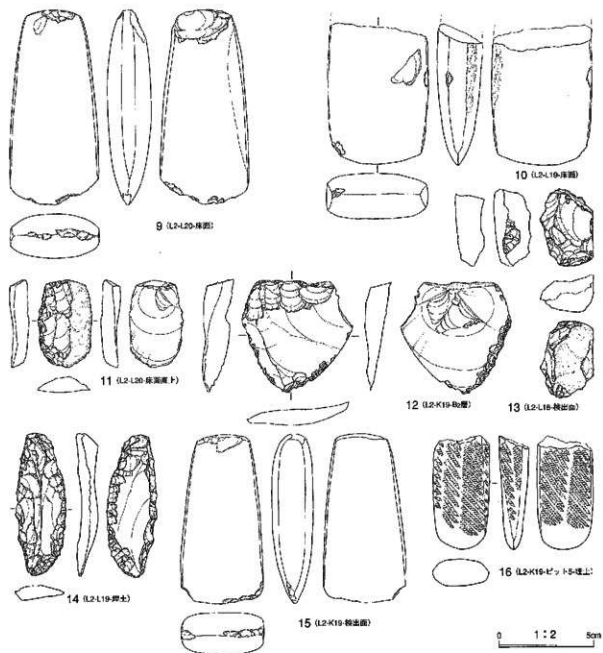 9 (L2-L20-床面)
10 (L2-L19-床面)
11 (L2-L20-床面直上)
12 (L2-K19-B₂層)
13 (L2-L18-検出面)
14 (L2-L19-埋土)
15 (L2-K19-検出面)
16 (L2-K19-ピット5-埋土)
1:2
0 5cm